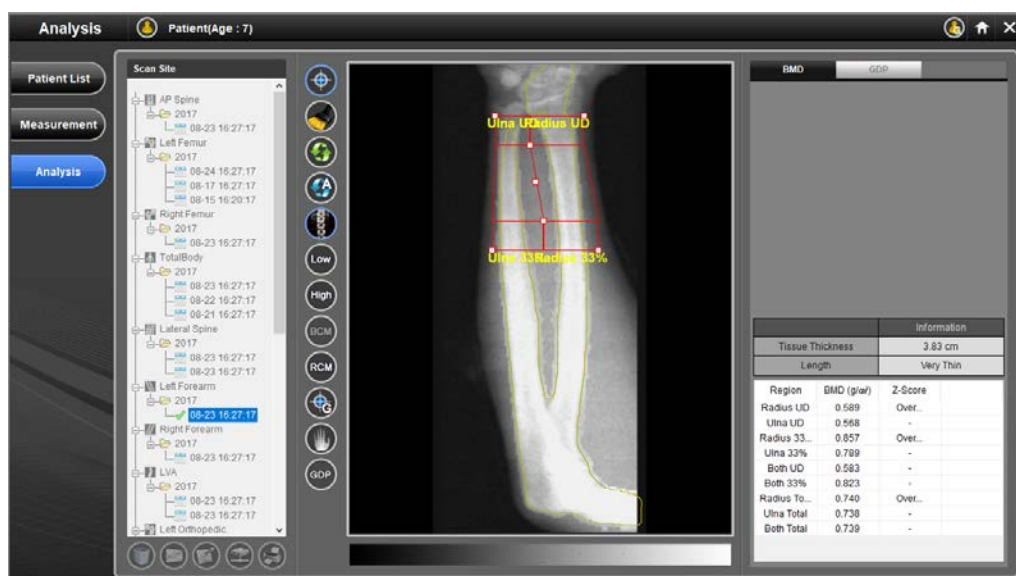 Analysis
Patient(Age : 7)
Patient List
Measurement
Analysis
Scan Site
AP Spine
2017
08-23 16:27:17
Left Femur
2017
08-24 16:27:17
08-17 16:27:17
08-15 16:20:17
Right Femur
2017
08-23 16:27:17
TotalBody
2017
08-23 16:27:17
08-22 16:27:17
08-21 16:27:17
Lateral Spine
2017
08-23 16:27:17
08-23 16:27:17
Left Forearm
2017
08-23 16:27:17
Right Forearm
2017
08-23 16:27:17
LVA
2017
08-23 16:27:17
08-23 16:27:17
Left Orthopedic
A
Low
High
BCM
RCM
G
GDP
Ulna UD Radius UD
Ulna 33% Radius 33%
BMD GDP
Information
Tissue Thickness 3.83 cm
Length Very Thin
Region BMD (g/㎠) Z-Score
Radius UD 0.589 Over...
Ulna UD 0.568 -
Radius 33... 0.857 Over...
Ulna 33% 0.789 -
Both UD 0.583 -
Both 33% 0.823 -
Radius To... 0.740 Over...
Ulna Total 0.738 -
Both Total 0.739 -